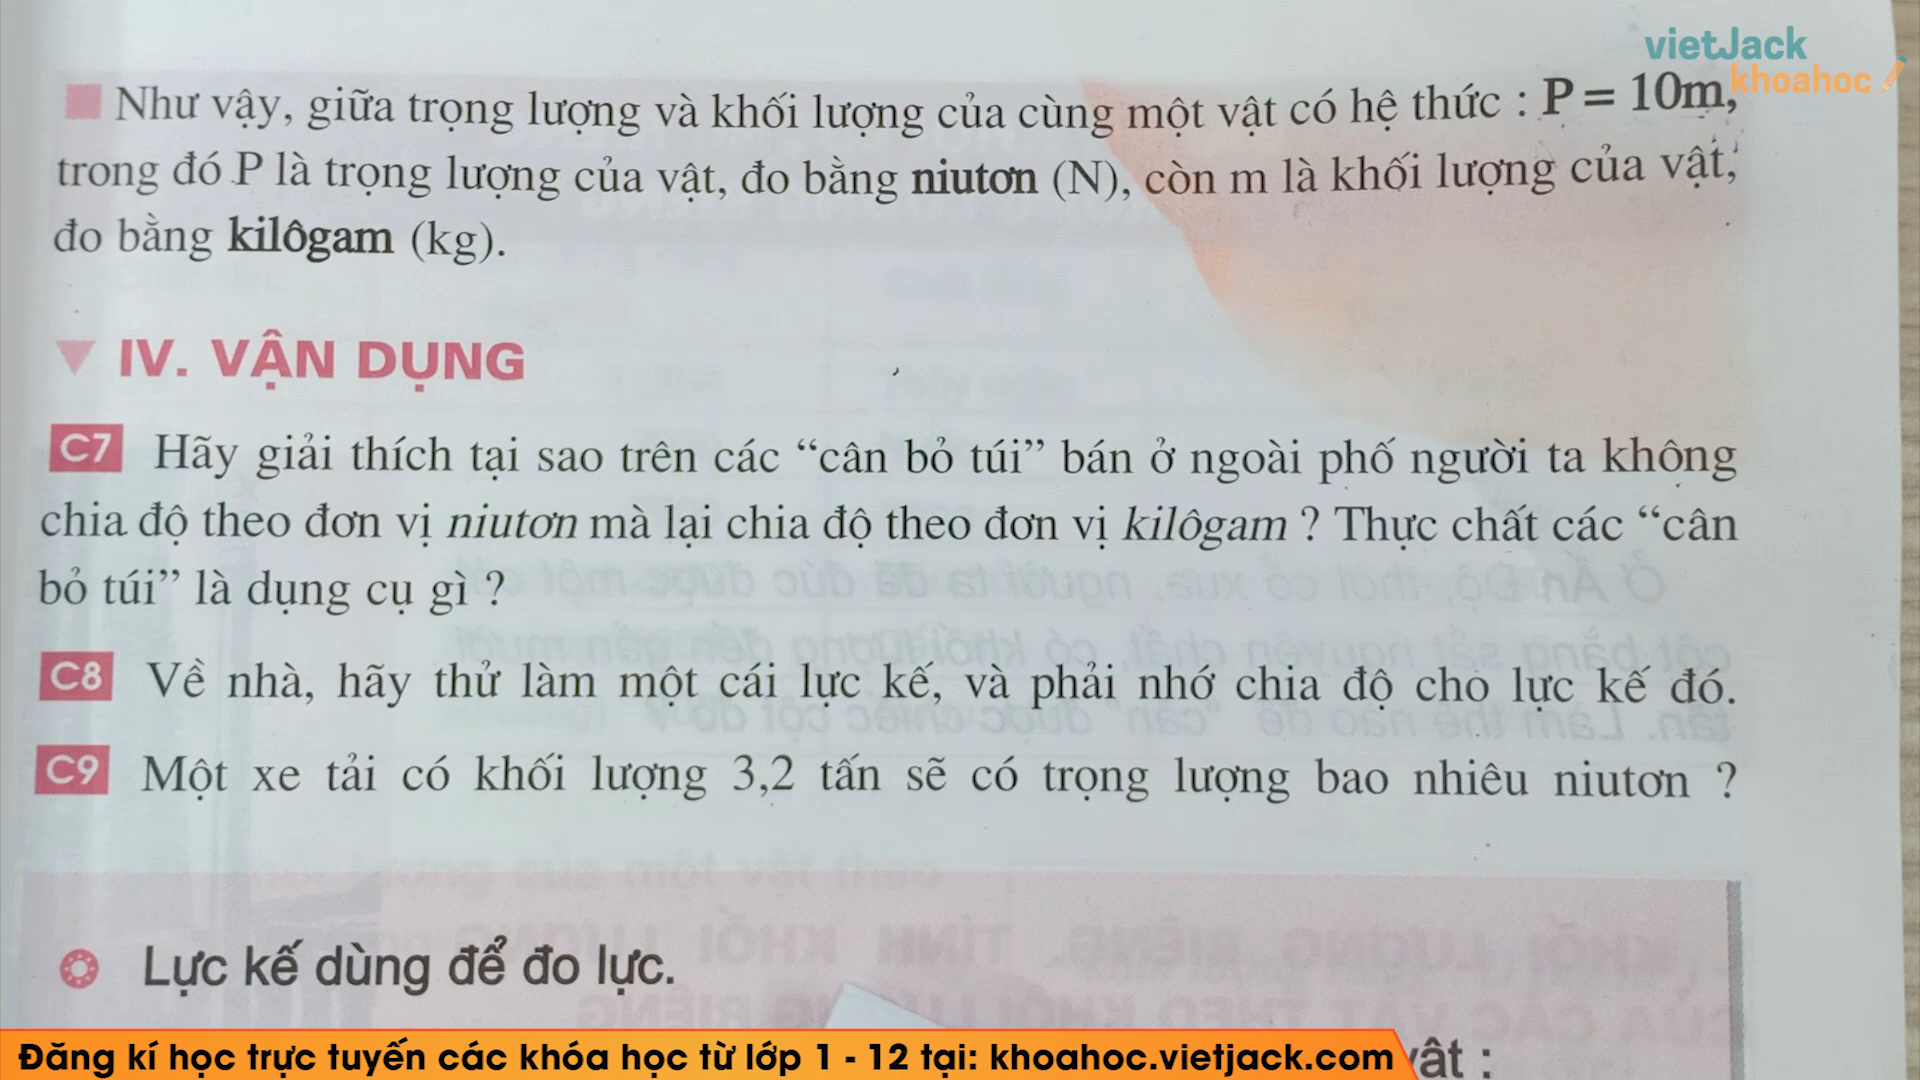 vietJack
khoahoc
Như vậy, giữa trọng lượng và khối lượng của cùng một vật có hệ thức : P = 10m,
trong đó P là trọng lượng của vật, đo bằng niutơn (N), còn m là khối lượng của vật,
đo bằng kilôgam (kg).
IV. VẬN DỤNG
C7 Hãy giải thích tại sao trên các “cân bỏ túi” bán ở ngoài phố người ta không
chia độ theo đơn vị niutơn mà lại chia độ theo đơn vị kilôgam ? Thực chất các “cân
bỏ túi” là dụng cụ gì ?
C8 Về nhà, hãy thử làm một cái lực kế, và phải nhớ chia độ cho lực kế đó.
C9 Một xe tải có khối lượng 3,2 tấn sẽ có trọng lượng bao nhiêu niutơn ?
Lực kế dùng để đo lực.
Đăng kí học trực tuyến các khóa học từ lớp 1 - 12 tại: khoahoc.vietjack.com